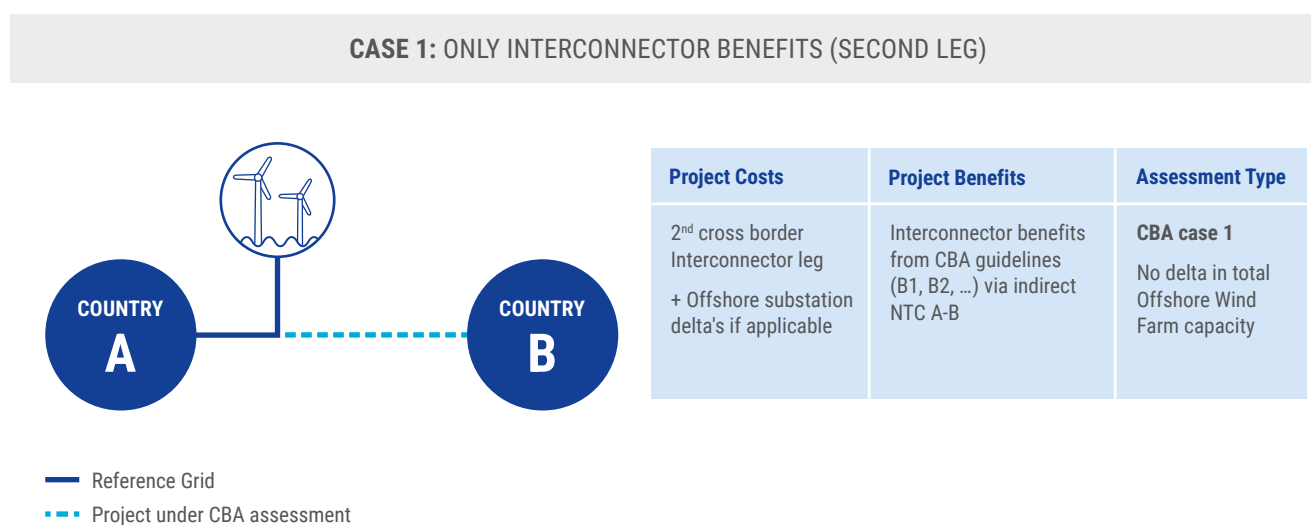 CASE 1: ONLY INTERCONNECTOR BENEFITS (SECOND LEG)
COUNTRY
A
COUNTRY
B
Project Costs
Project Benefits
Assessment Type
2nd cross border
Interconnector leg
+ Offshore substation
delta's if applicable
Interconnector benefits
from CBA guidelines
(B1, B2, …) via indirect
NTC A-B
CBA case 1
No delta in total
Offshore Wind
Farm capacity
Reference Grid
Project under CBA assessment